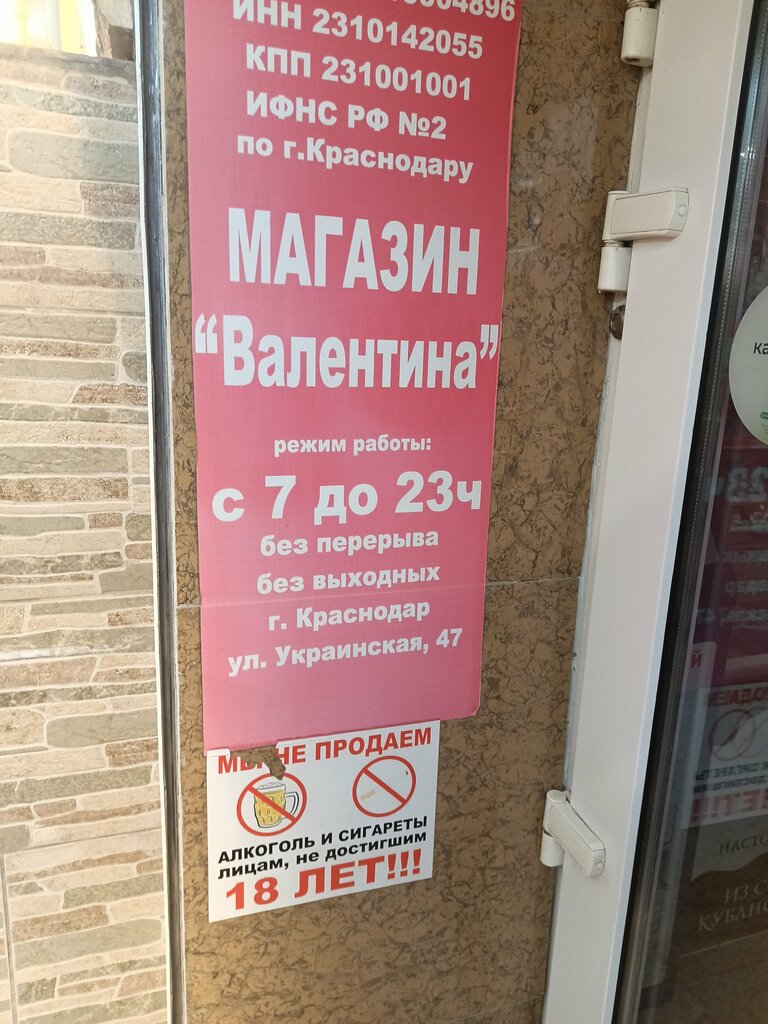 ИНН 2310142055
КПП 231001001
ИФНС РФ №2
по г.Краснодару
МАГАЗИН
“Валентина”
режим работы:
с 7 до 23ч
без перерыва
без выходных
г. Краснодар
ул. Украинская, 47
МЫ НЕ ПРОДАЕМ
АЛКОГОЛЬ И СИГАРЕТЫ
лицам, не достигшим
18 ЛЕТ!!!